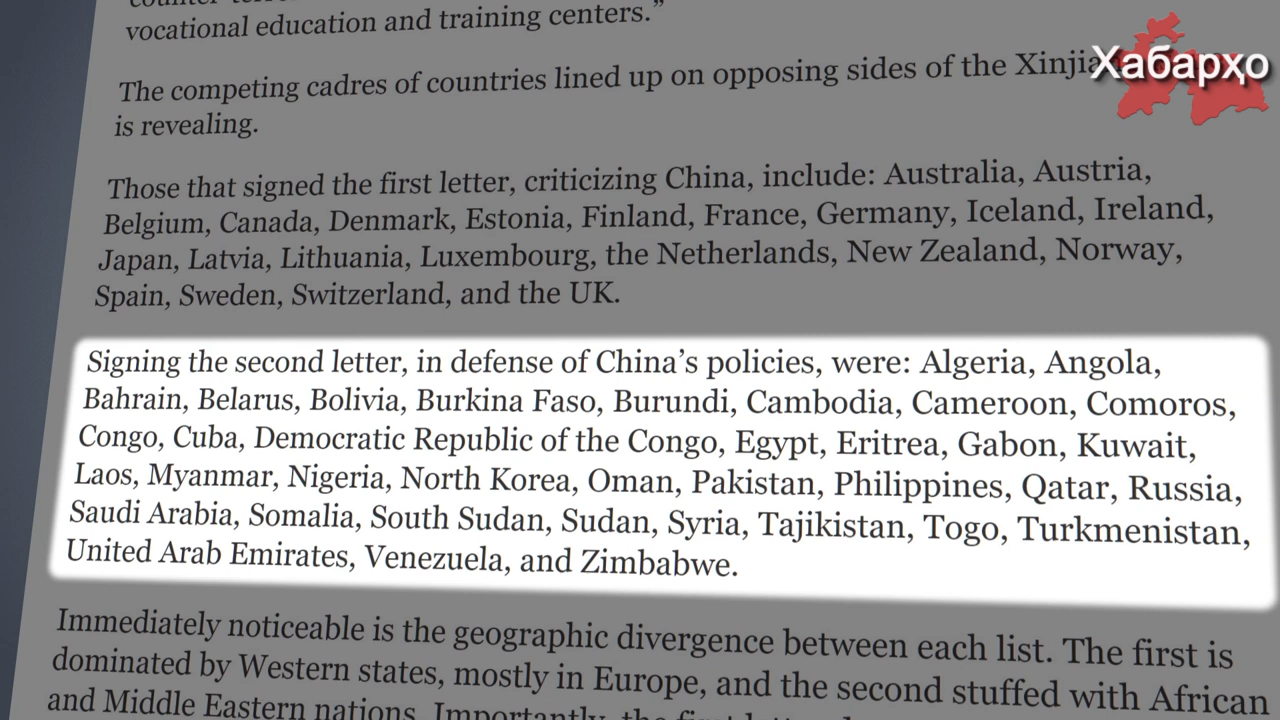 vocational education and training centers.”
The competing cadres of countries lined up on opposing sides of the
Хабарҳо
is revealing.
Those that signed the first letter, criticizing China, include: Australia, Austria,
Belgium, Canada, Denmark, Estonia, Finland, France, Germany, Iceland, Ireland,
Japan, Latvia, Lithuania, Luxembourg, the Netherlands, New Zealand, Norway,
Spain, Sweden, Switzerland, and the UK.
Signing the second letter, in defense of China’s policies, were: Algeria, Angola,
Bahrain, Belarus, Bolivia, Burkina Faso, Burundi, Cambodia, Cameroon, Comoros,
Congo, Cuba, Democratic Republic of the Congo, Egypt, Eritrea, Gabon, Kuwait,
Laos, Myanmar, Nigeria, North Korea, Oman, Pakistan, Philippines, Qatar, Russia,
Saudi Arabia, Somalia, South Sudan, Sudan, Syria, Tajikistan, Togo, Turkmenistan,
United Arab Emirates, Venezuela, and Zimbabwe.
Immediately noticeable is the geographic divergence between each list. The first is
dominated by Western states, mostly in Europe, and the second stuffed with African
and Middle Eastern nations. Importantly, the first